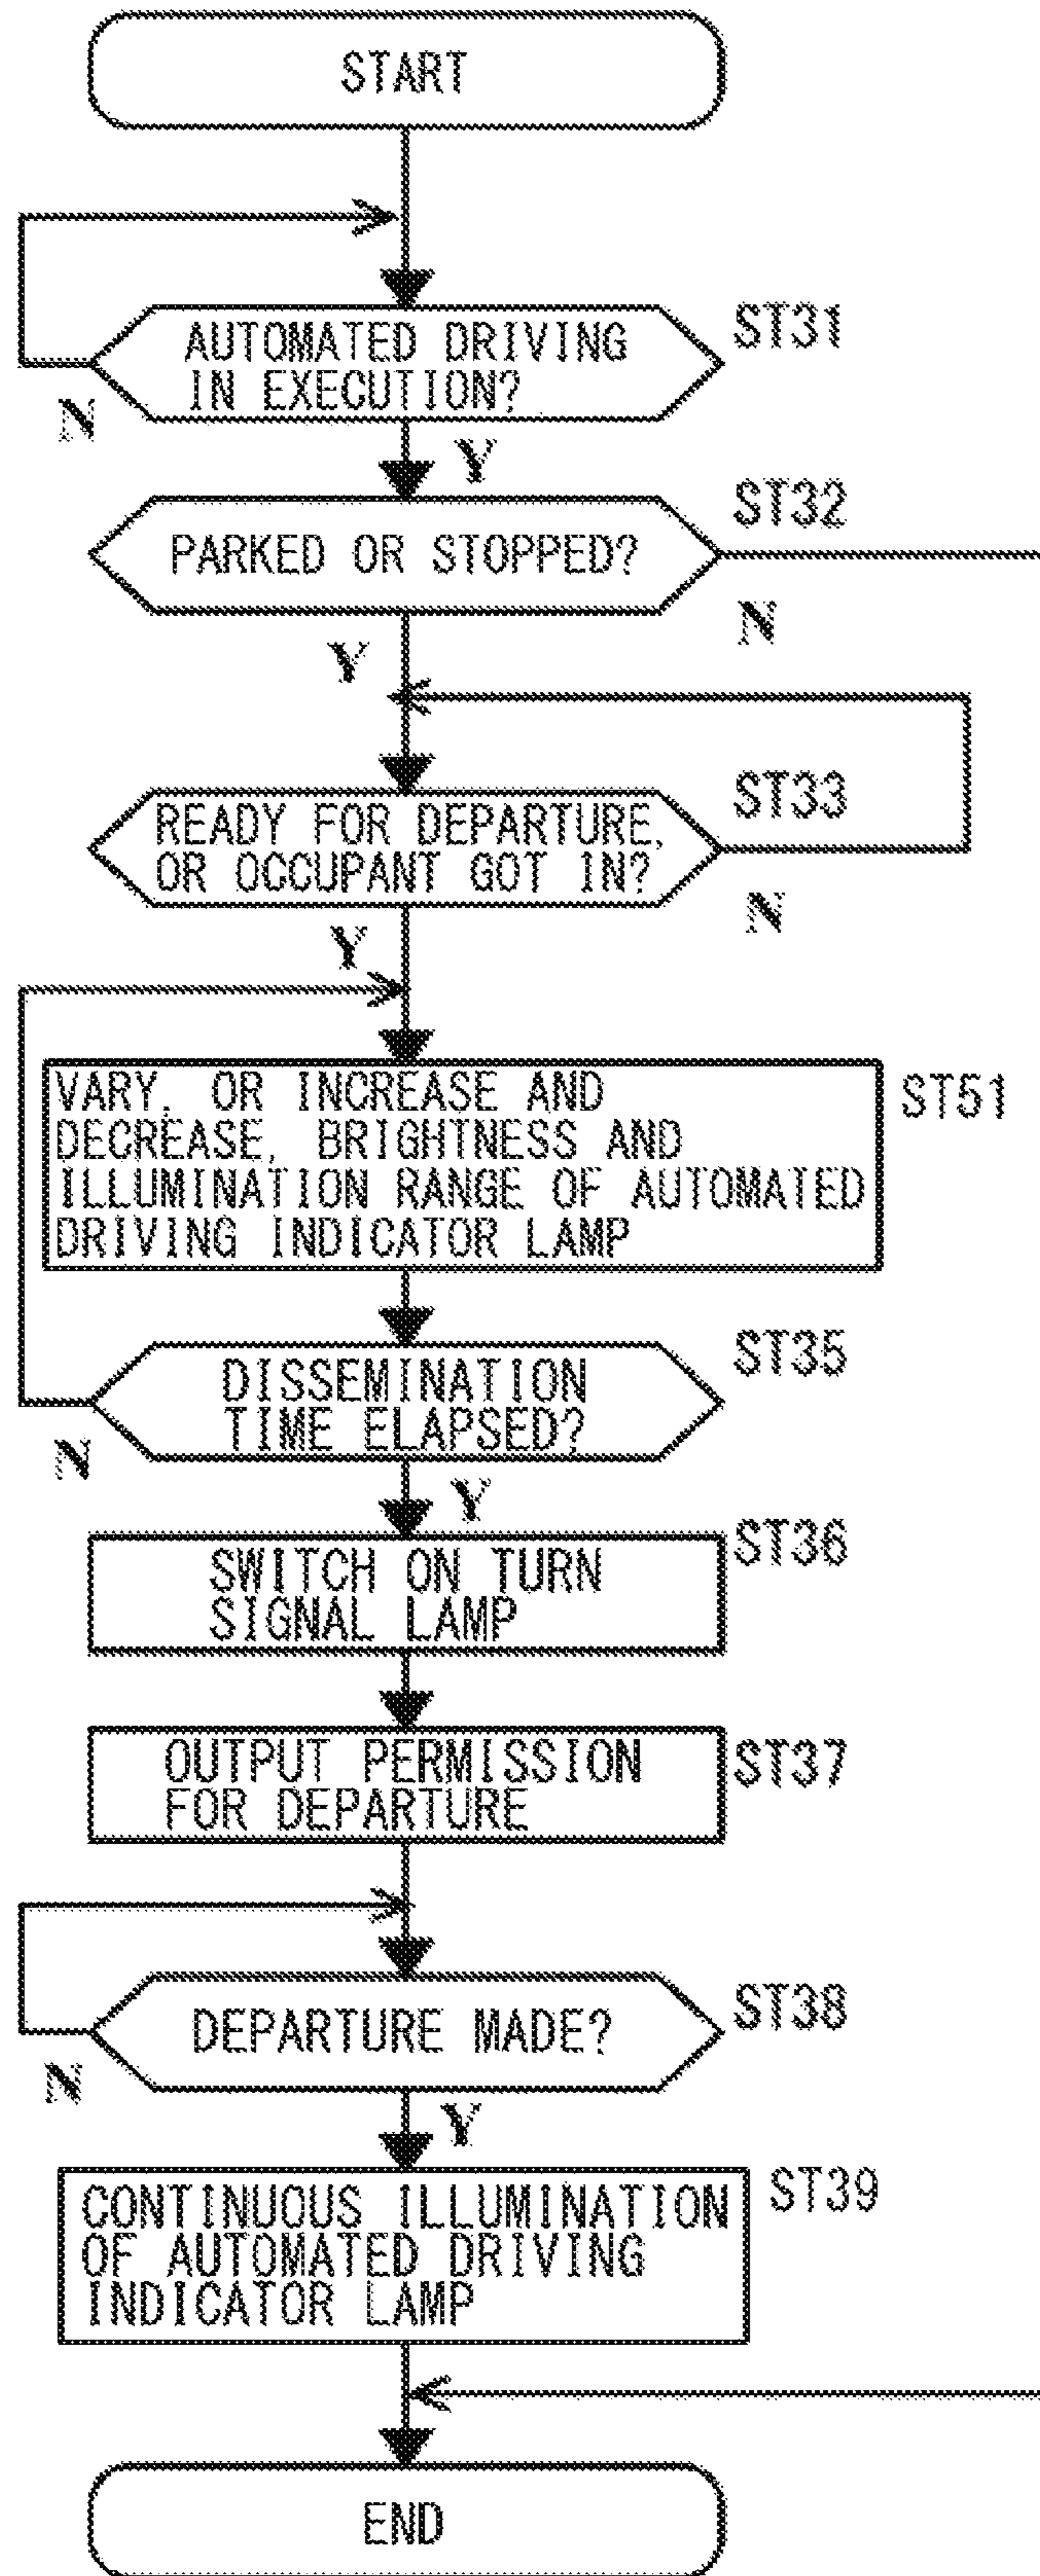 START
AUTOMATED DRIVING
IN EXECUTION?
ST31
N
Y
PARKED OR STOPPED?
ST32
N
Y
READY FOR DEPARTURE,
OR OCCUPANT GOT IN?
ST33
N
Y
VARY, OR INCREASE AND
DECREASE, BRIGHTNESS AND
ILLUMINATION RANGE OF AUTOMATED
DRIVING INDICATOR LAMP
ST51
DISSEMINATION
TIME ELAPSED?
ST35
N
Y
SWITCH ON TURN
SIGNAL LAMP
ST36
OUTPUT PERMISSION
FOR DEPARTURE
ST37
DEPARTURE MADE?
ST38
N
Y
CONTINUOUS ILLUMINATION
OF AUTOMATED DRIVING
INDICATOR LAMP
ST39
END